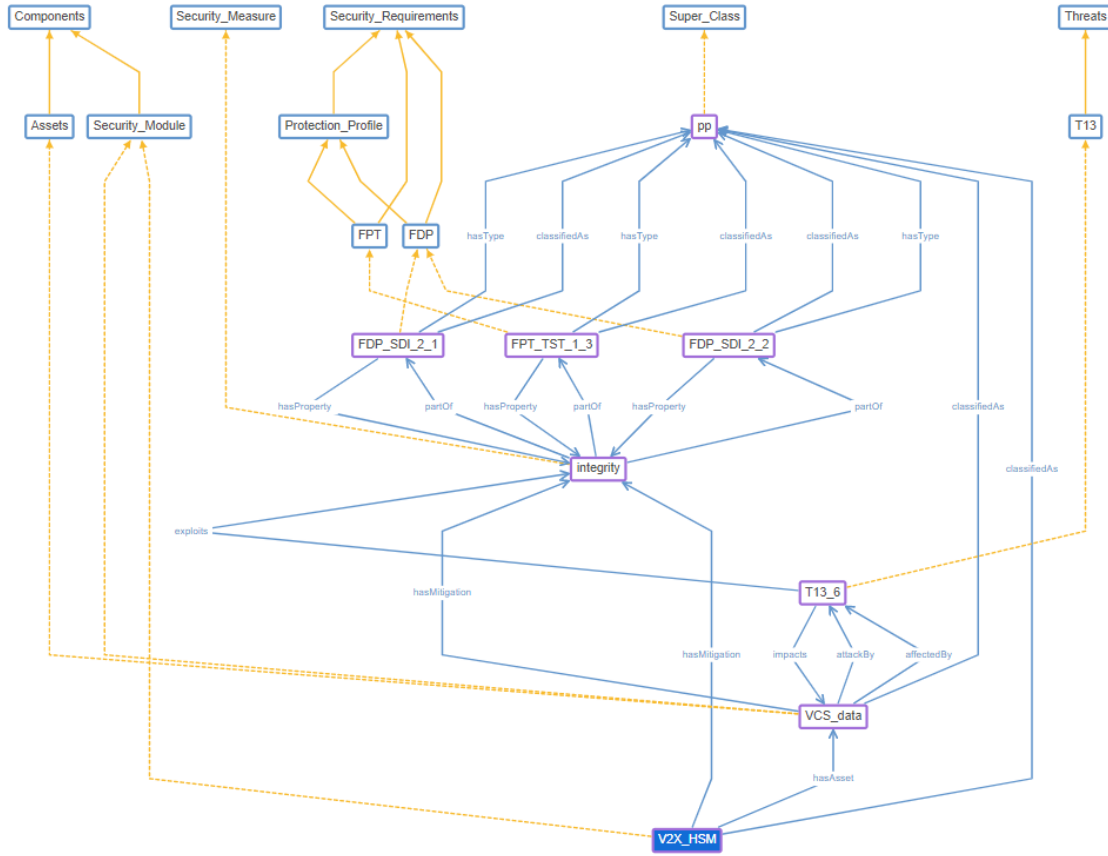 Components
Security_Measure
Security_Requirements
Super_Class
Threats
Assets
Security_Module
Protection_Profile
pp
T13
FPT
FDP
hasType
classifiedAs
hasType
classifiedAs
classifiedAs
hasType
FDP_SDI_2_1
FPT_TST_1_3
FDP_SDI_2_2
hasProperty
partOf
hasProperty
partOf
hasProperty
partOf
classifiedAs
integrity
classifiedAs
exploits
hasMitigation
T13_6
hasMitigation
impacts
attackBy
affectedBy
VCS_data
hasAsset
V2X_HSM